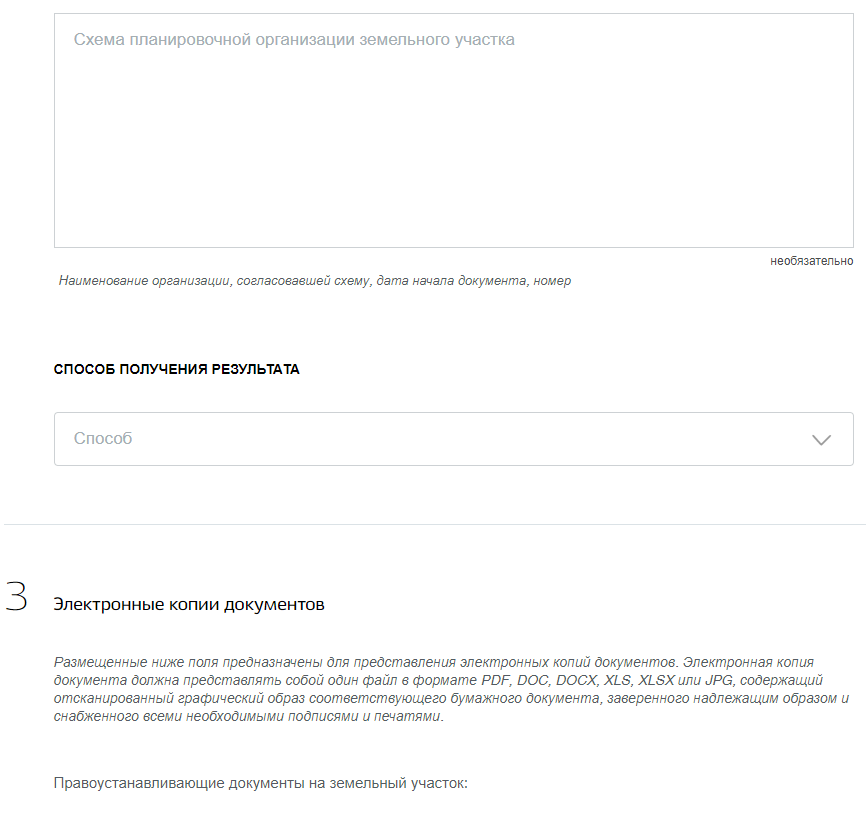 Схема планировочной организации земельного участка
необязательно
Наименование организации, согласовавшей схему, дата начала документа, номер
СПОСОБ ПОЛУЧЕНИЯ РЕЗУЛЬТАТА
Способ
3
Электронные копии документов
Размещенные ниже поля предназначены для представления электронных копий документов. Электронная копия
документа должна представлять собой один файл в формате PDF, DOC, DOCX, XLS, XLSX или JPG, содержащий
отсканированный графический образ соответствующего бумажного документа, заверенного надлежащим образом и
снабженного всеми необходимыми подписями и печатями.
Правоустанавливающие документы на земельный участок: